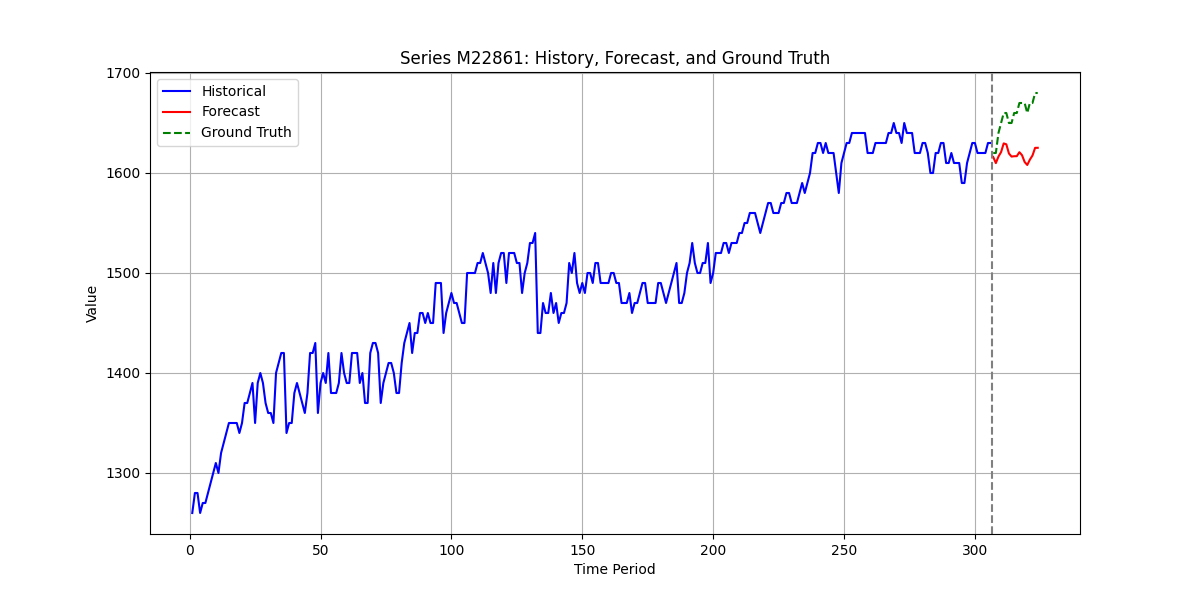 Series M22861: History, Forecast, and Ground Truth
Historical
Forecast
Ground Truth
1700
1600
1500
1400
1300
Value
0 50 100 150 200 250 300
Time Period